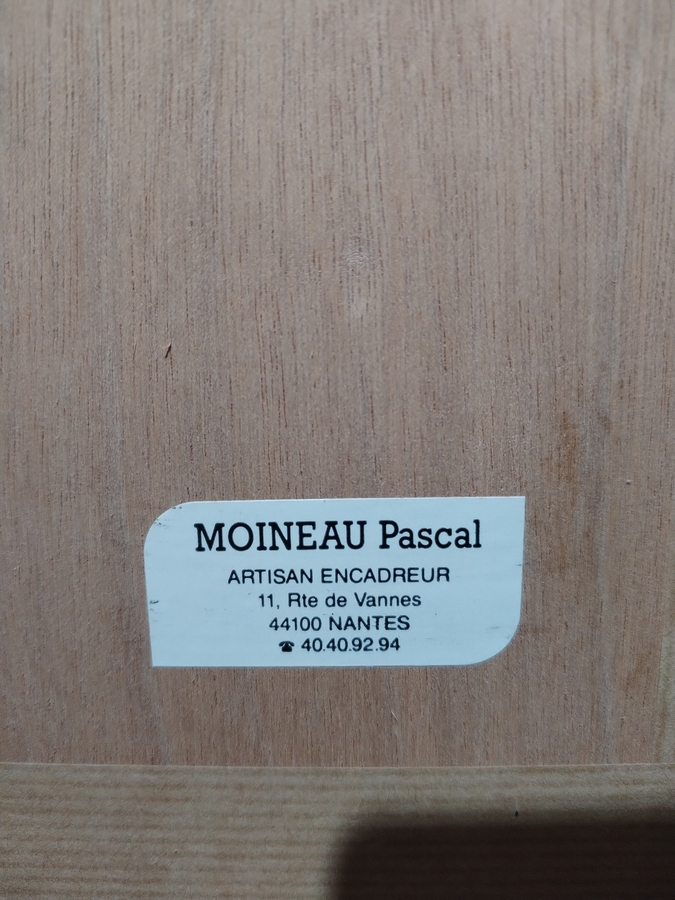 MOINEAU Pascal
ARTISAN ENCADREUR
11, Rte de Vannes
44100 NANTES
☎ 40.40.92.94